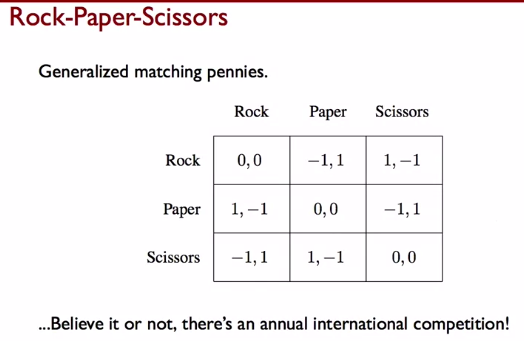 Rock-Paper-Scissors
Generalized matching pennies.
Rock Paper Scissors
Rock 0, 0 −1, 1 1, −1
Paper 1, −1 0, 0 −1, 1
Scissors −1, 1 1, −1 0, 0
...Believe it or not, there's an annual international competition!